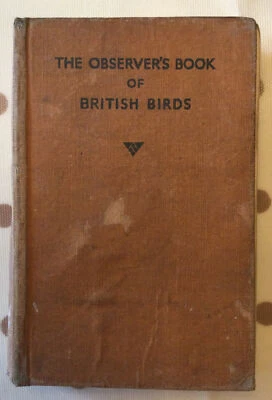 THE OBSERVER'S BOOK
OF
BRITISH BIRDS